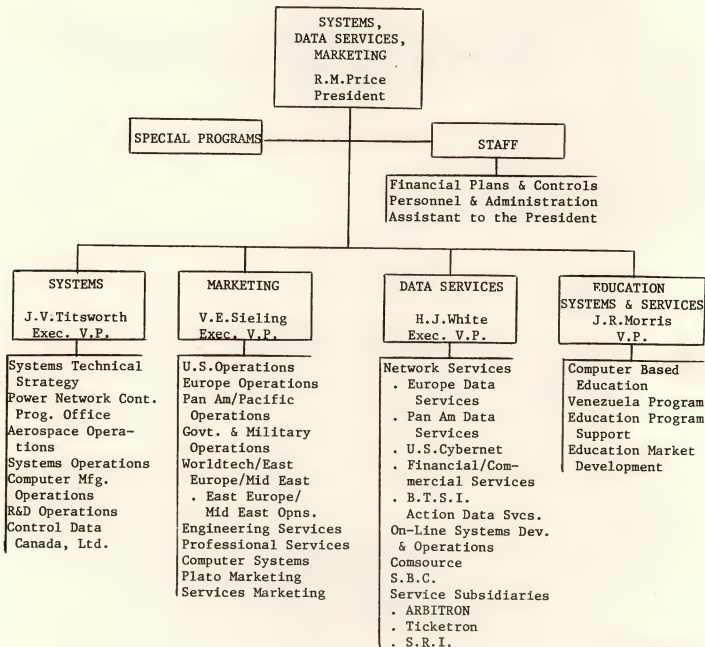 SYSTEMS,
DATA SERVICES,
MARKETING
R.M.Price
President
SPECIAL PROGRAMS
STAFF
Financial Plans & Controls
Personnel & Administration
Assistant to the President
SYSTEMS
J.V.Titsworth
Exec. V.P.
Systems Technical
Strategy
Power Network Cont.
Prog. Office
Aerospace Opera-
tions
Systems Operations
Computer Mfg.
Operations
R&D Operations
Control Data
Canada, Ltd.
MARKETING
V.E.Sieling
Exec. V.P.
U.S.Operations
Europe Operations
Pan Am/Pacific
Operations
Govt. & Military
Operations
Worldtech/East
Europe/Mid East
. East Europe/
Mid East Opns.
Engineering Services
Professional Services
Computer Systems
Plato Marketing
Services Marketing
DATA SERVICES
H.J.White
Exec. V.P.
Network Services
. Europe Data
Services
. Pan Am Data
Services
. U.S.Cybernet
. Financial/Com-
mercial Services
. B.T.S.I.
Action Data Svcs.
On-Line Systems Dev.
& Operations
Comsource
S.B.C.
Service Subsidiaries
. ARBITRON
. Ticketron
. S.R.I.
EDUCATION
SYSTEMS & SERVICES
J.R.Morris
V.P.
Computer Based
Education
Venezuela Program
Education Program
Support
Education Market
Development